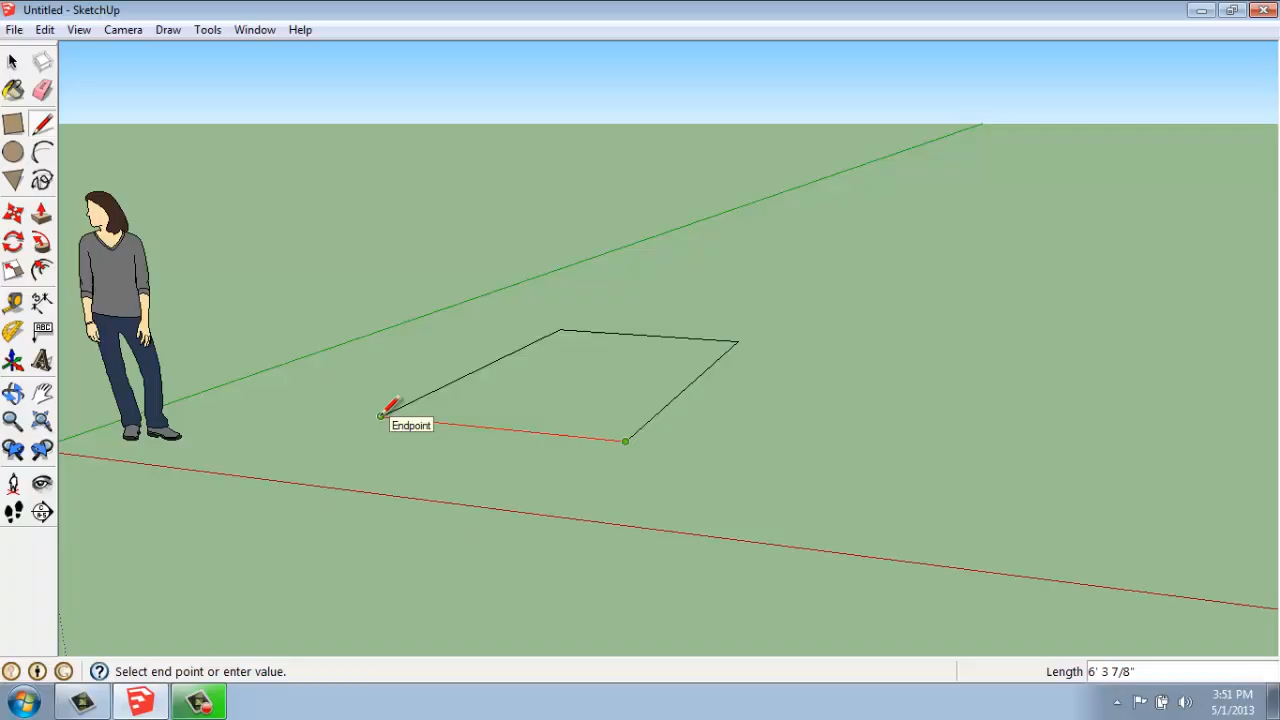 Untitled - SketchUp
File Edit View Camera Draw Tools Window Help
ABC
Endpoint
Select end point or enter value.
Length 6' 3 7/8"
3:51 PM
5/1/2013